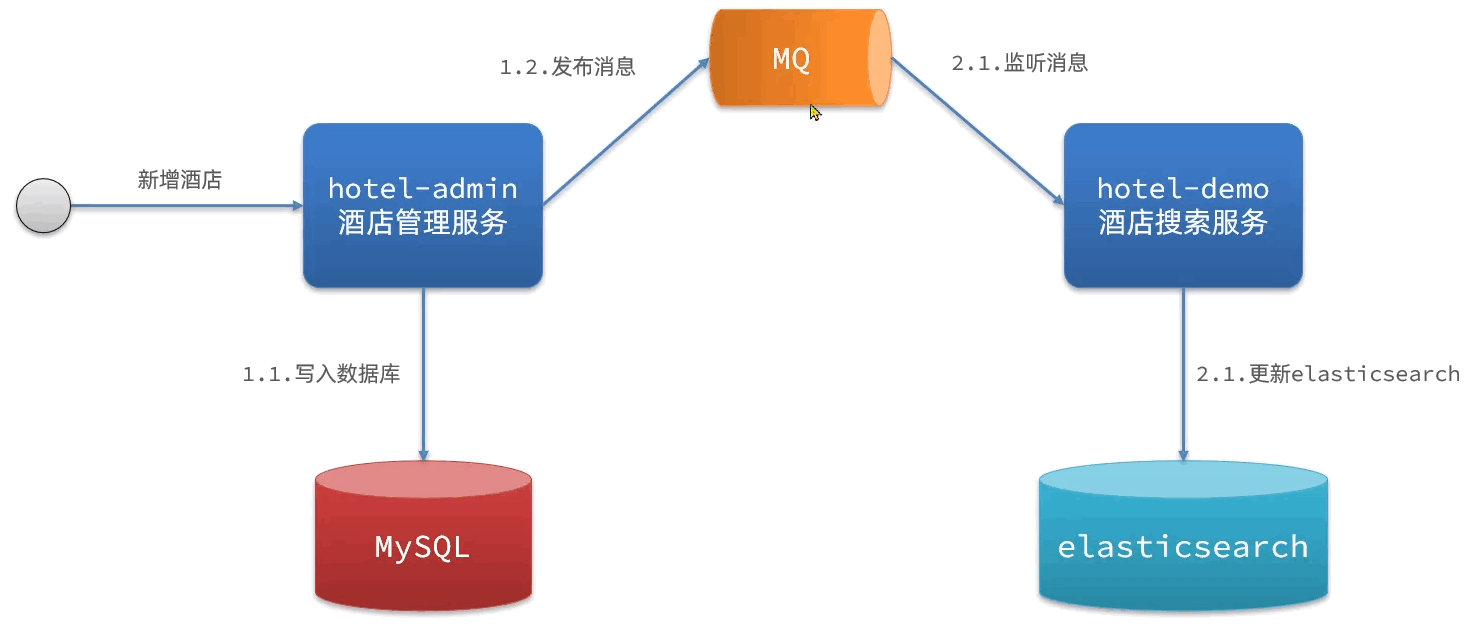 MQ
1.2.发布消息
2.1.监听消息
新增酒店
hotel-admin
酒店管理服务
hotel-demo
酒店搜索服务
1.1.写入数据库
2.1.更新elasticsearch
MySQL
elasticsearch